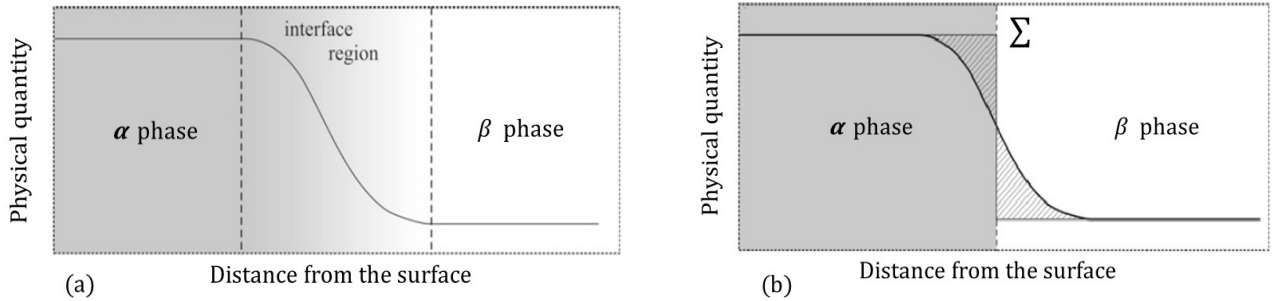 Physical quantity
interface
region
α phase
β phase
Distance from the surface
(a)
Physical quantity
Σ
α phase
β phase
Distance from the surface
(b)